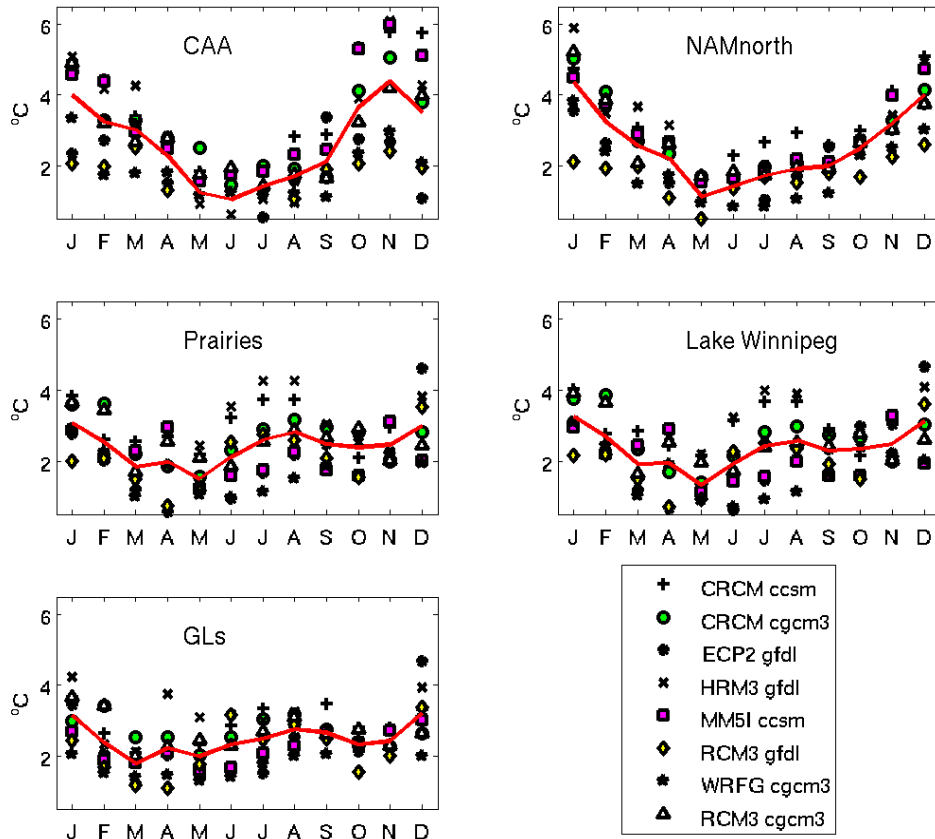 CAA
°C
6
4
2
J F M A M J J A S O N D
NAMnorth
6
4
2
J F M A M J J A S O N D
Prairies
°C
6
4
2
J F M A M J J A S O N D
Lake Winnipeg
°C
6
4
2
J F M A M J J A S O N D
GLs
°C
6
4
2
J F M A M J J A S O N D
CRCM ccsm
CRCM cgcm3
ECP2 gfdl
HRM3 gfdl
MM5I ccsm
RCM3 gfdl
WRFG cgcm3
RCM3 cgcm3